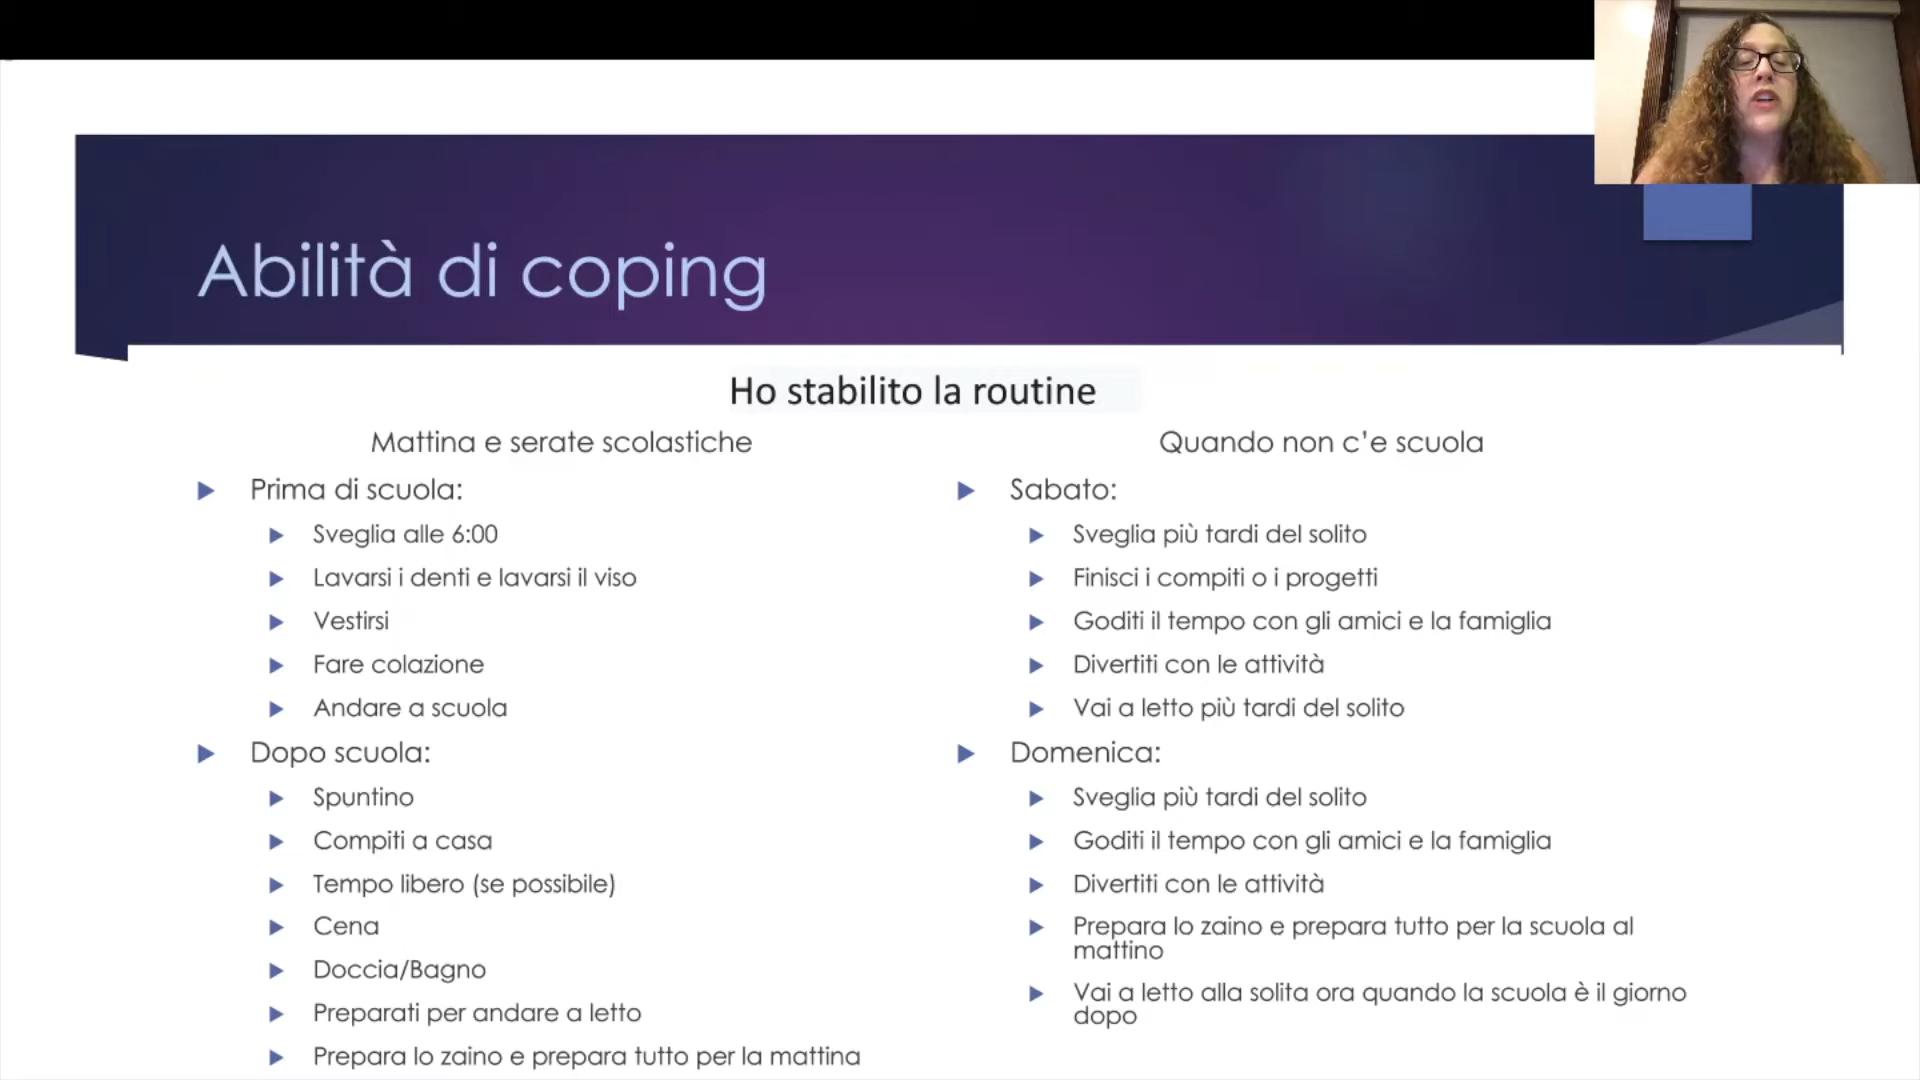 Abilità di coping
Ho stabilito la routine
Mattina e serate scolastiche
Prima di scuola:
Sveglia alle 6:00
Lavarsi i denti e lavarsi il viso
Vestirsi
Fare colazione
Andare a scuola
Dopo scuola:
Spuntino
Compiti a casa
Tempo libero (se possibile)
Cena
Doccia/Bagno
Preparati per andare a letto
Prepara lo zaino e prepara tutto per la mattina
Quando non c’e scuola
Sabato:
Sveglia più tardi del solito
Finisci i compiti o i progetti
Goditi il tempo con gli amici e la famiglia
Divertiti con le attività
Vai a letto più tardi del solito
Domenica:
Sveglia più tardi del solito
Goditi il tempo con gli amici e la famiglia
Divertiti con le attività
Prepara lo zaino e prepara tutto per la scuola al
mattino
Vai a letto alla solita ora quando la scuola è il giorno
dopo